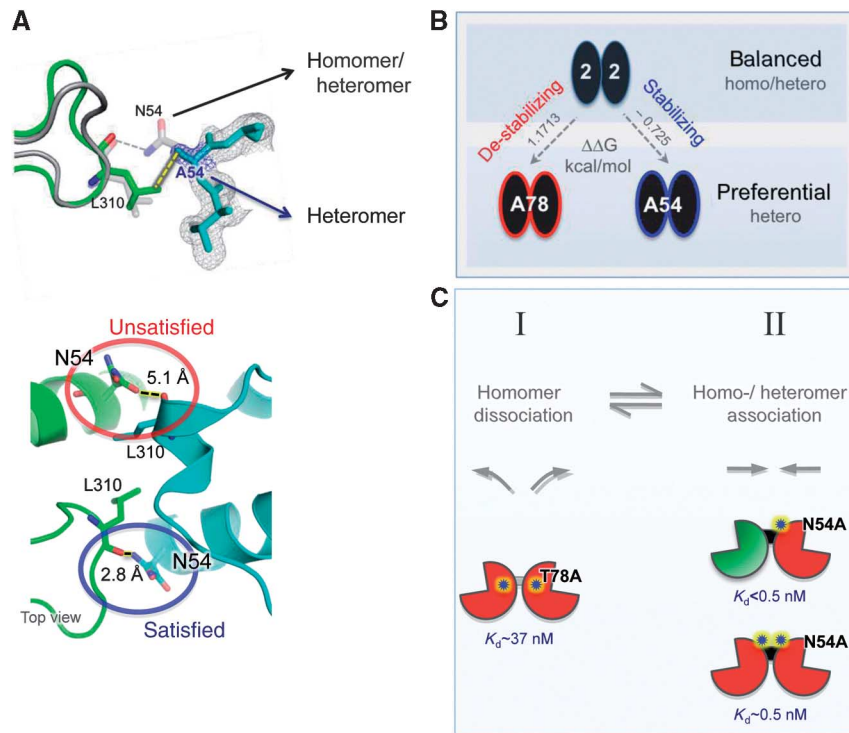 A
Homomer/
heteromer
N54
A54
L310
Heteromer
Unsatisfied
N54
5.1 Å
L310
L310
N54
2.8 Å
Top view
Satisfied
B
2 2
Balanced
homo/hetero
De-stabilizing
1.1713
Stabilizing
– 0.725
ΔΔG
kcal/mol
A78
A54
Preferential
hetero
C
I
II
Homomer
dissociation
Homo-/ heteromer
association
T78A
Kd~37 nM
N54A
Kd<0.5 nM
N54A
Kd~0.5 nM